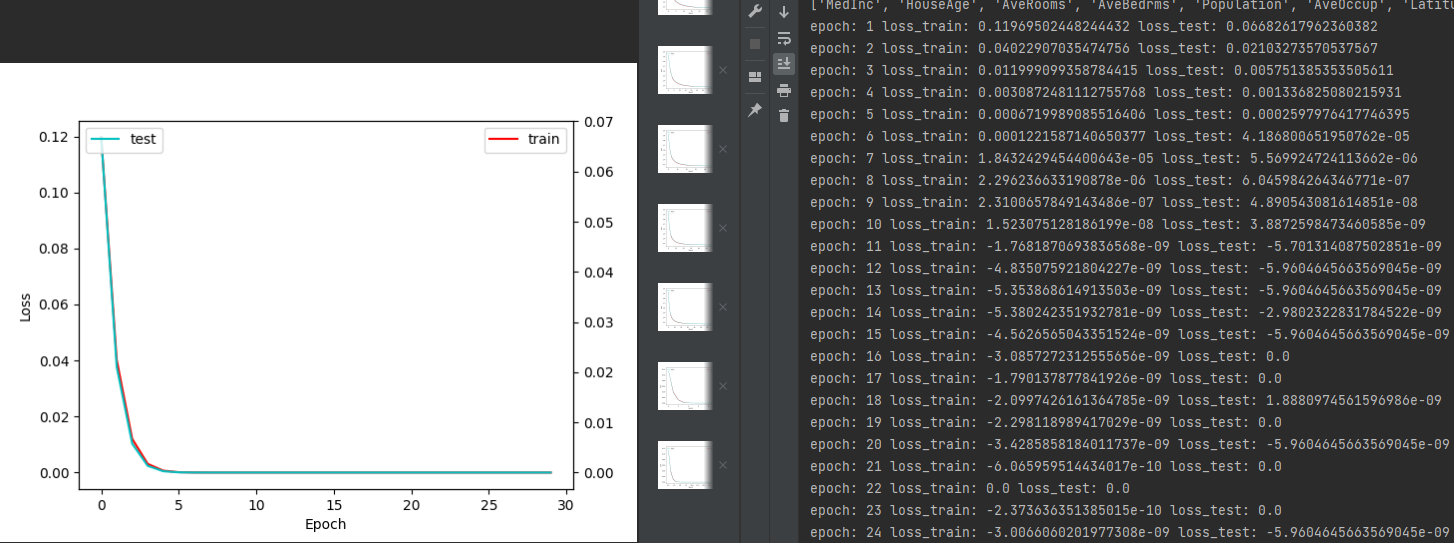 test
train
0.12
0.10
0.08
0.06
0.04
0.02
0.00
0.07
0.06
0.05
0.04
0.03
0.02
0.01
0.00
Loss
0 5 10 15 20 25 30
Epoch
['MedInc', 'HouseAge', 'AveRooms', 'AveBedrms', 'Population', 'AveOccup', 'Latitu
epoch: 1 loss_train: 0.11969502448244432 loss_test: 0.06682617962360382
epoch: 2 loss_train: 0.04022907035474756 loss_test: 0.02103273570537567
epoch: 3 loss_train: 0.011999099358784415 loss_test: 0.005751385353505611
epoch: 4 loss_train: 0.0030872481112755768 loss_test: 0.001336825080215931
epoch: 5 loss_train: 0.0006719989085516406 loss_test: 0.0002597976417746395
epoch: 6 loss_train: 0.0001221587140650377 loss_test: 4.186800651950762e-05
epoch: 7 loss_train: 1.8432429454400643e-05 loss_test: 5.569924724113662e-06
epoch: 8 loss_train: 2.296236633190878e-06 loss_test: 6.045984264346771e-07
epoch: 9 loss_train: 2.3100657849143486e-07 loss_test: 4.890543081614851e-08
epoch: 10 loss_train: 1.523075128186199e-08 loss_test: 3.8872598473460585e-09
epoch: 11 loss_train: -1.7681870693836568e-09 loss_test: -5.701314087502851e-09
epoch: 12 loss_train: -4.835075921804227e-09 loss_test: -5.9604645663569045e-09
epoch: 13 loss_train: -5.353868614913503e-09 loss_test: -5.9604645663569045e-09
epoch: 14 loss_train: -5.380242351932781e-09 loss_test: -2.9802322831784522e-09
epoch: 15 loss_train: -4.5626565043351524e-09 loss_test: -5.9604645663569045e-09
epoch: 16 loss_train: -3.0857272312555656e-09 loss_test: 0.0
epoch: 17 loss_train: -1.790137877841926e-09 loss_test: 0.0
epoch: 18 loss_train: -2.0997426161364785e-09 loss_test: 1.8880974561596986e-09
epoch: 19 loss_train: -2.298118989417029e-09 loss_test: 0.0
epoch: 20 loss_train: -3.4285858184011737e-09 loss_test: -5.9604645663569045e-09
epoch: 21 loss_train: -6.065959514434017e-10 loss_test: 0.0
epoch: 22 loss_train: 0.0 loss_test: 0.0
epoch: 23 loss_train: -2.373636351385015e-10 loss_test: 0.0
epoch: 24 loss_train: -3.0066060201977308e-09 loss_test: -5.9604645663569045e-09